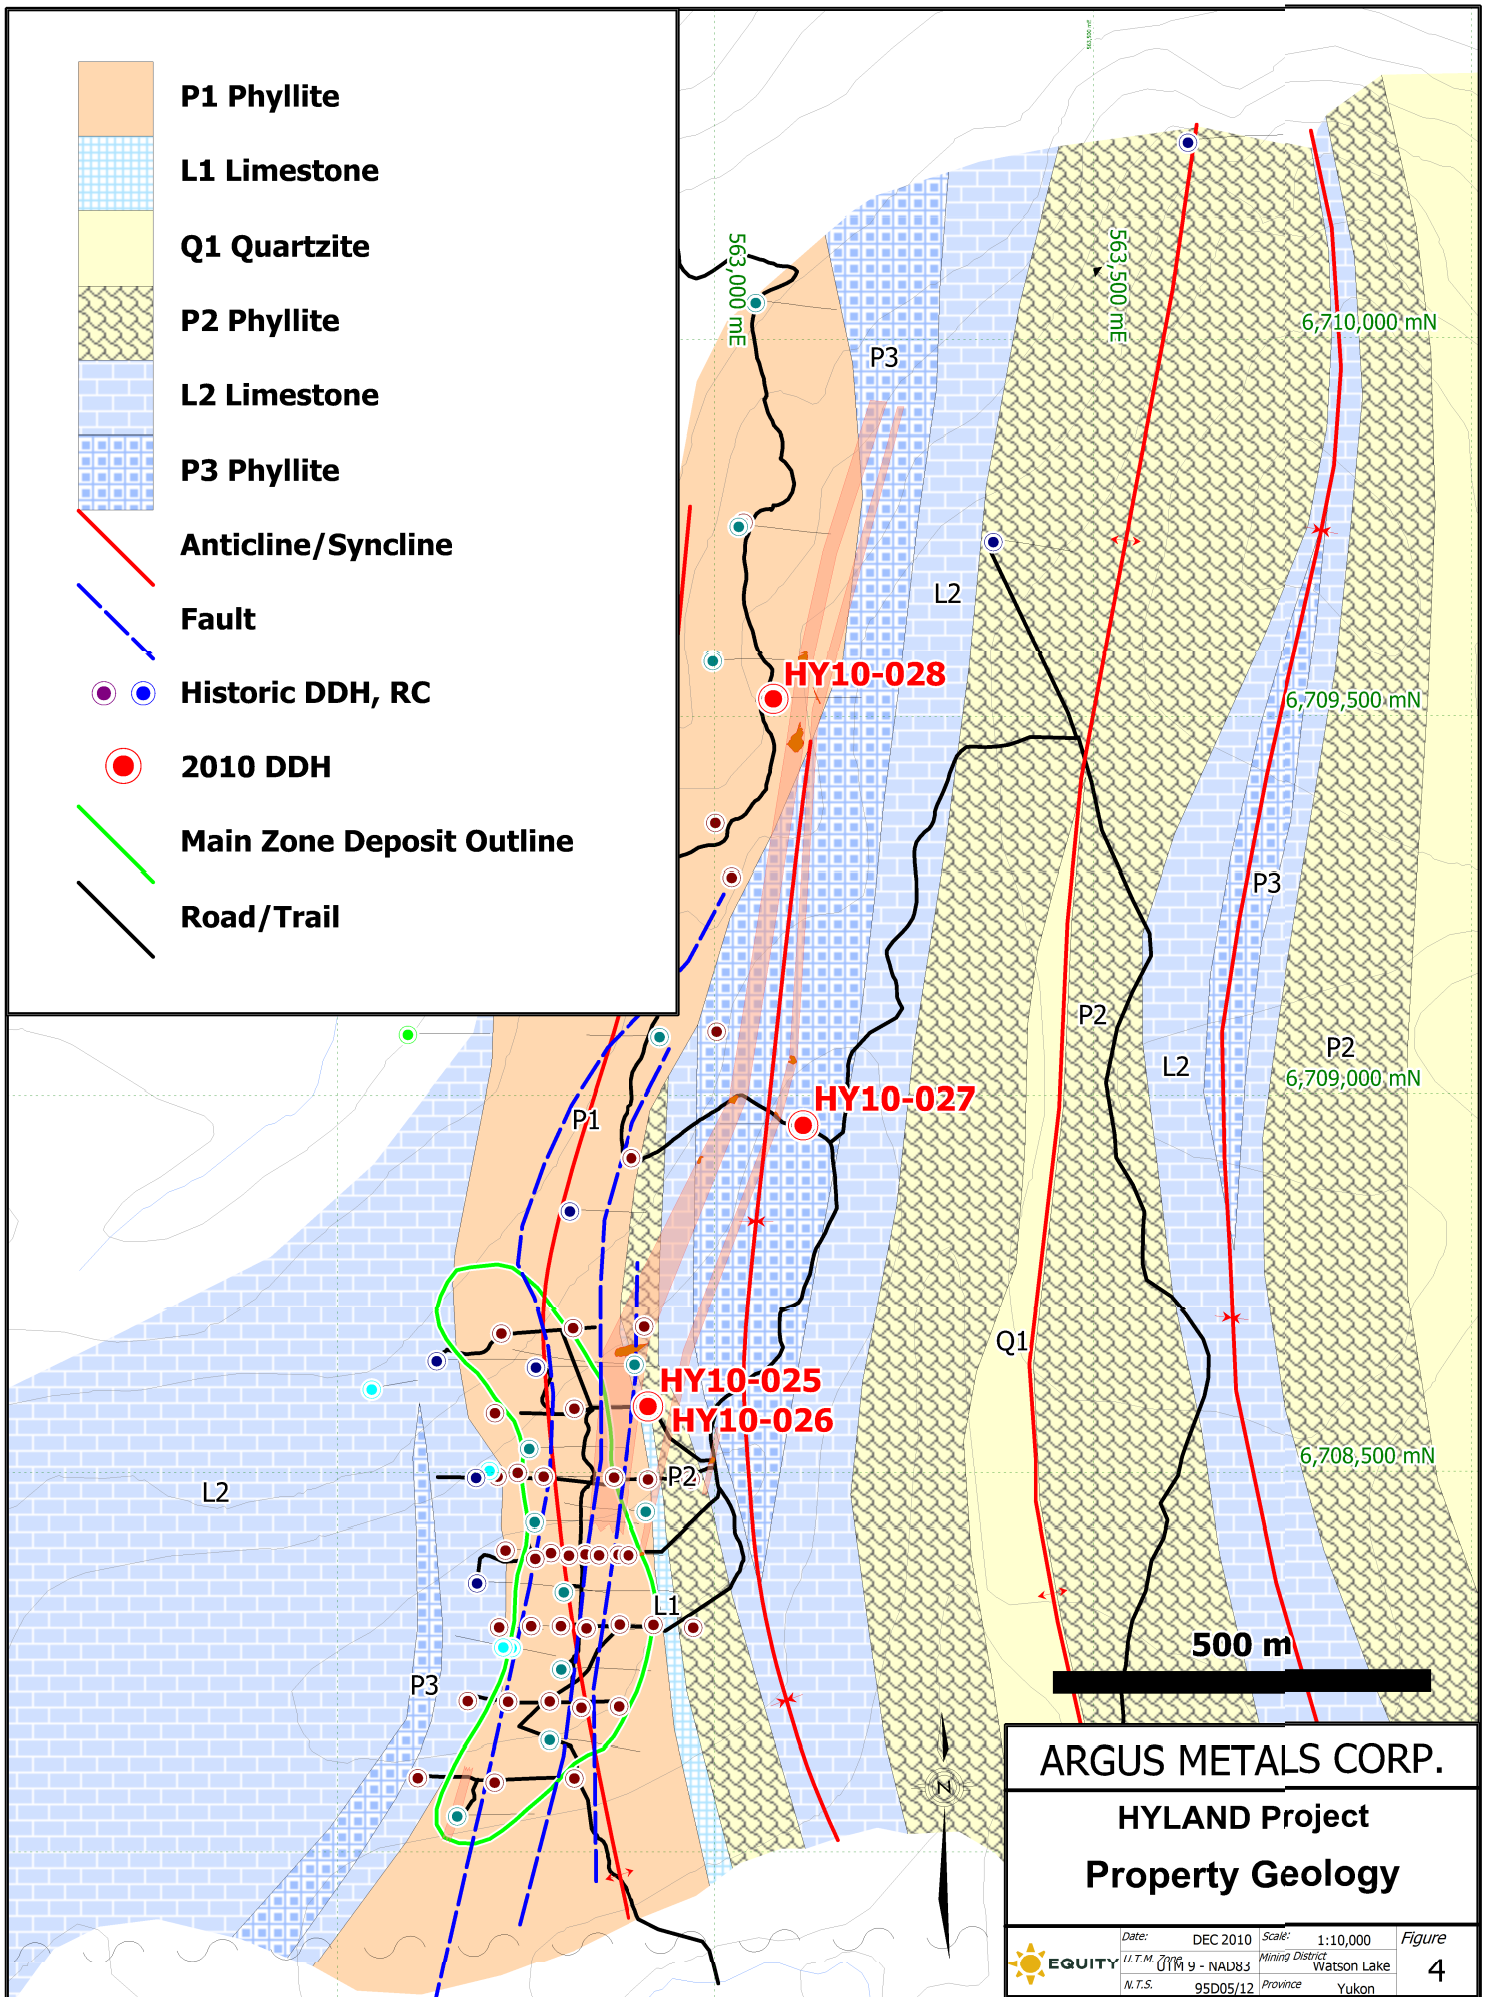 P1 Phyllite
L1 Limestone
Q1 Quartzite
P2 Phyllite
L2 Limestone
P3 Phyllite
Anticline/Syncline
Fault
Historic DDH, RC
2010 DDH
Main Zone Deposit Outline
Road/Trail
563,500 mE
563,000 mE
563,500 mE
6,710,000 mN
P3
L2
HY10-028
6,709,500 mN
P3
P2
P2
L2
6,709,000 mN
HY10-027
P1
Q1
HY10-025
HY10-026
6,708,500 mN
P2
L2
L1
500 m
P3
N
ARGUS METALS CORP.
HYLAND Project
Property Geology
EQUITY
Date: DEC 2010 Scale: 1:10,000
U.T.M. Zone UTM 9 - NAD83 Mining District Watson Lake
N.T.S. 95D05/12 Province Yukon
Figure
4